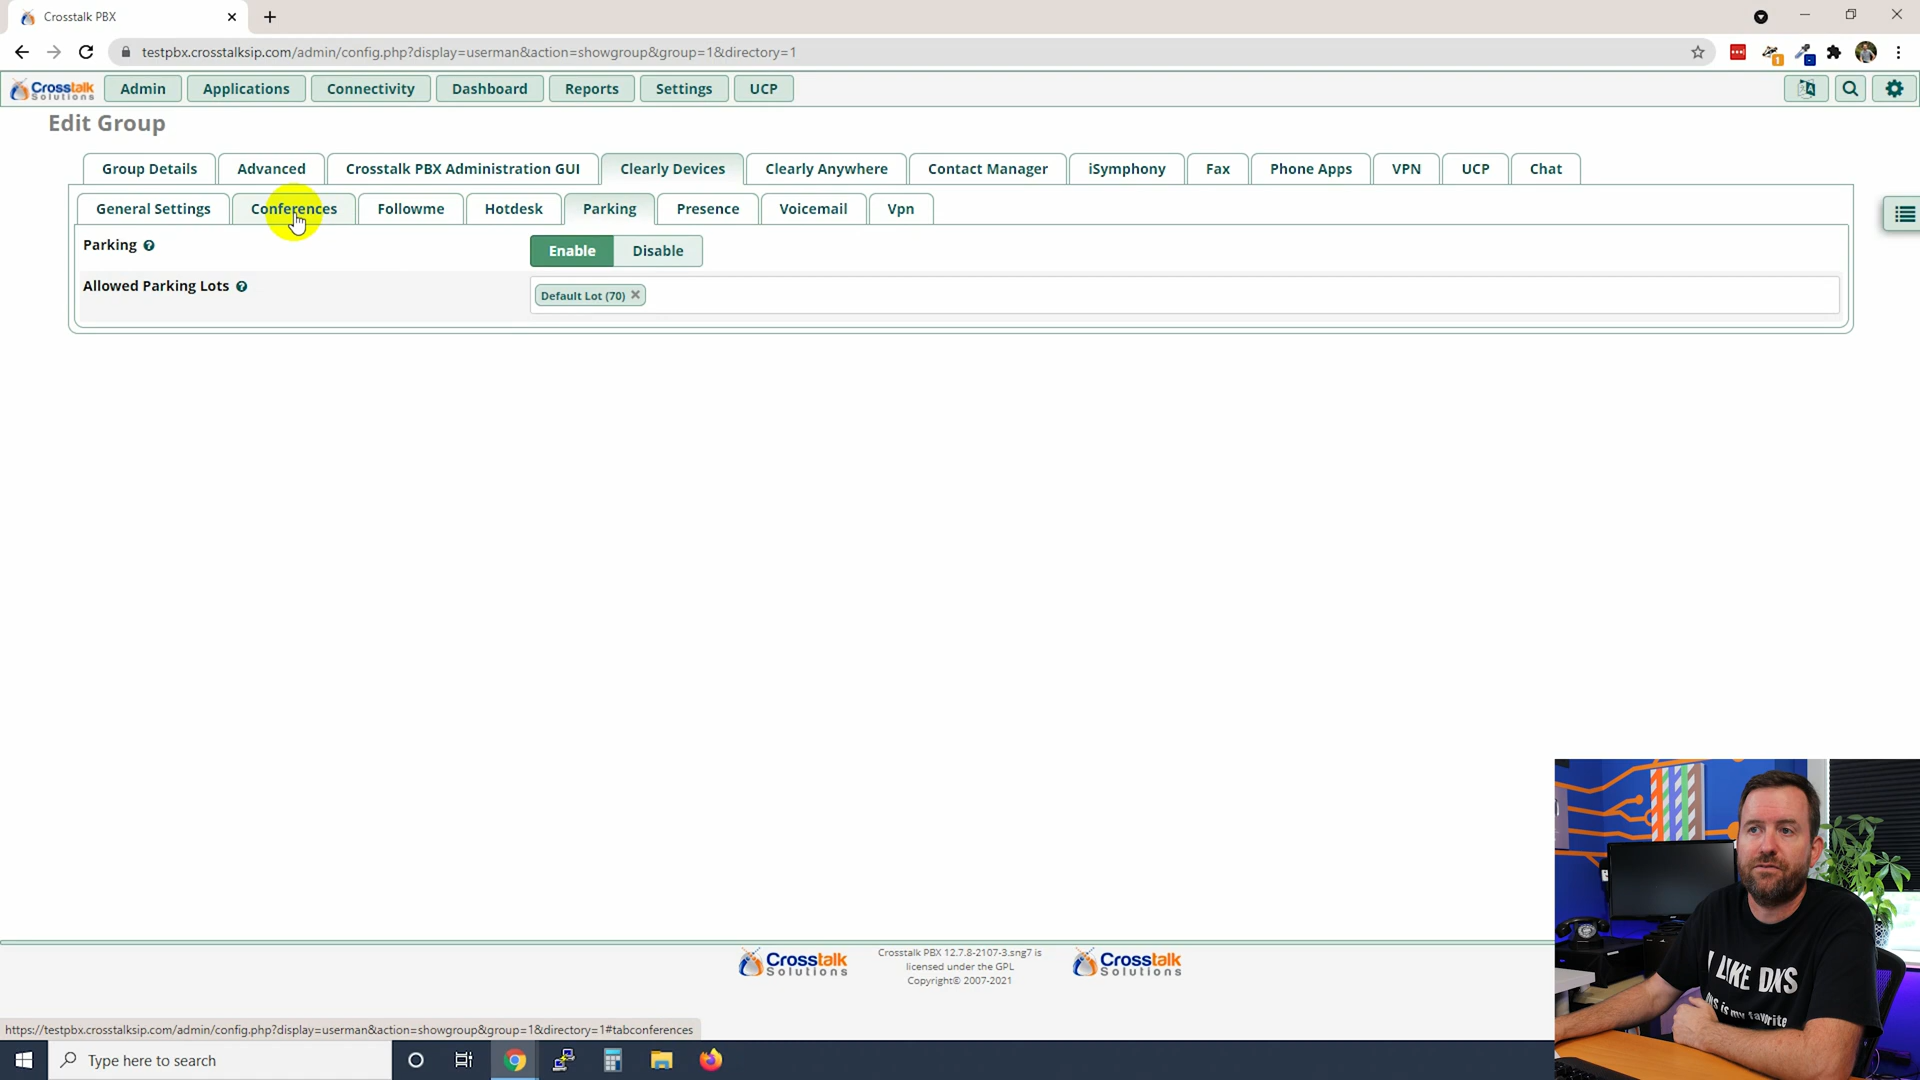 Crosstalk PBX
testpbx.crosstalksip.com/admin/config.php?display=userman&action=showgroup&group=1&directory=1
Crosstalk Solutions
Admin
Applications
Connectivity
Dashboard
Reports
Settings
UCP
Edit Group
Group Details
Advanced
Crosstalk PBX Administration GUI
Clearly Devices
Clearly Anywhere
Contact Manager
iSymphony
Fax
Phone Apps
VPN
UCP
Chat
General Settings
Conferences
Followme
Hotdesk
Parking
Presence
Voicemail
Vpn
Parking
Enable
Disable
Allowed Parking Lots
Default Lot (70)
Crosstalk Solutions
Crosstalk PBX 12.7.8-2107-3.sng7 is
licensed under the GPL
Copyright© 2007-2021
Crosstalk Solutions
I LIKE DNS
is my favorite
https://testpbx.crosstalksip.com/admin/config.php?display=userman&action=showgroup&group=1&directory=1#tabconferences
Type here to search